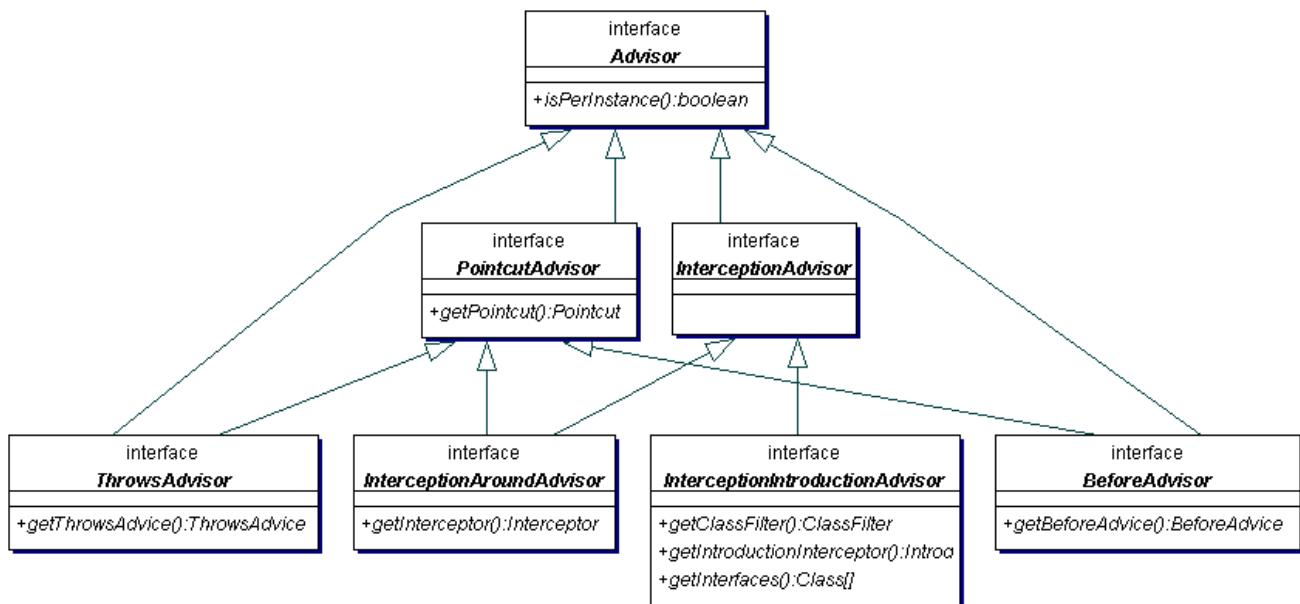 interface
Advisor
+isPerInstance():boolean
interface
PointcutAdvisor
+getPointcut():Pointcut
interface
InterceptionAdvisor
interface
ThrowsAdvisor
+getThrowsAdvice():ThrowsAdvice
interface
InterceptionAroundAdvisor
+getInterceptor():Interceptor
interface
InterceptionIntroductionAdvisor
+getClassFilter():ClassFilter
+getIntroductionInterceptor():Introd
+getInterfaces():Class[]
interface
BeforeAdvisor
+getBeforeAdvice():BeforeAdvice